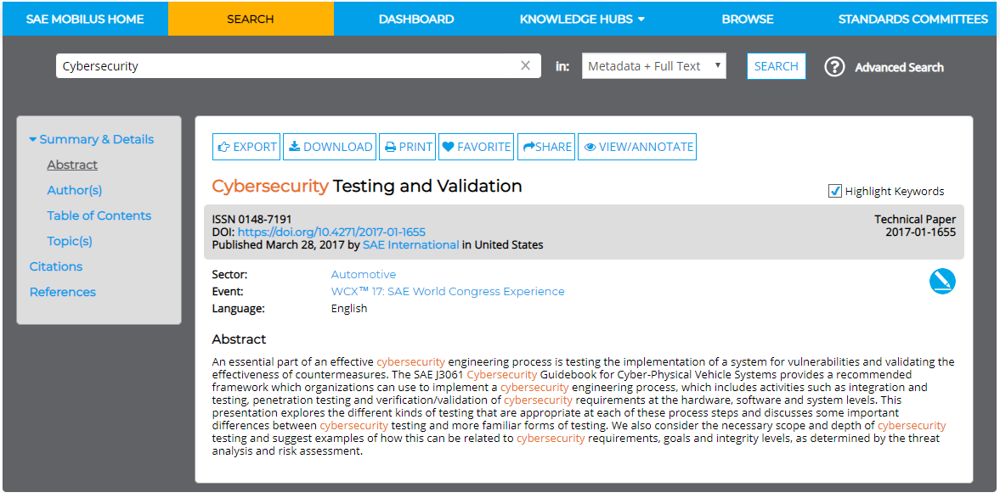 SAE MOBILUS HOME
SEARCH
DASHBOARD
KNOWLEDGE HUBS
BROWSE
STANDARDS COMMITTEES
Cybersecurity
in:
Metadata + Full Text
SEARCH
Advanced Search
Summary & Details
Abstract
Author(s)
Table of Contents
Topic(s)
Citations
References
EXPORT
DOWNLOAD
PRINT
FAVORITE
SHARE
VIEW/ANNOTATE
Cybersecurity Testing and Validation
Highlight Keywords
ISSN 0148-7191
DOI: https://doi.org/10.4271/2017-01-1655
Published March 28, 2017 by SAE International in United States
Technical Paper
2017-01-1655
Sector: Automotive
Event: WCX™ 17: SAE World Congress Experience
Language: English
Abstract
An essential part of an effective cybersecurity engineering process is testing the implementation of a system for vulnerabilities and validating the
effectiveness of countermeasures. The SAE J3061 Cybersecurity Guidebook for Cyber-Physical Vehicle Systems provides a recommended
framework which organizations can use to implement a cybersecurity engineering process, which includes activities such as integration and
testing, penetration testing and verification/validation of cybersecurity requirements at the hardware, software and system levels. This
presentation explores the different kinds of testing that are appropriate at each of these process steps and discusses some important
differences between cybersecurity testing and more familiar forms of testing. We also consider the necessary scope and depth of cybersecurity
testing and suggest examples of how this can be related to cybersecurity requirements, goals and integrity levels, as determined by the threat
analysis and risk assessment.